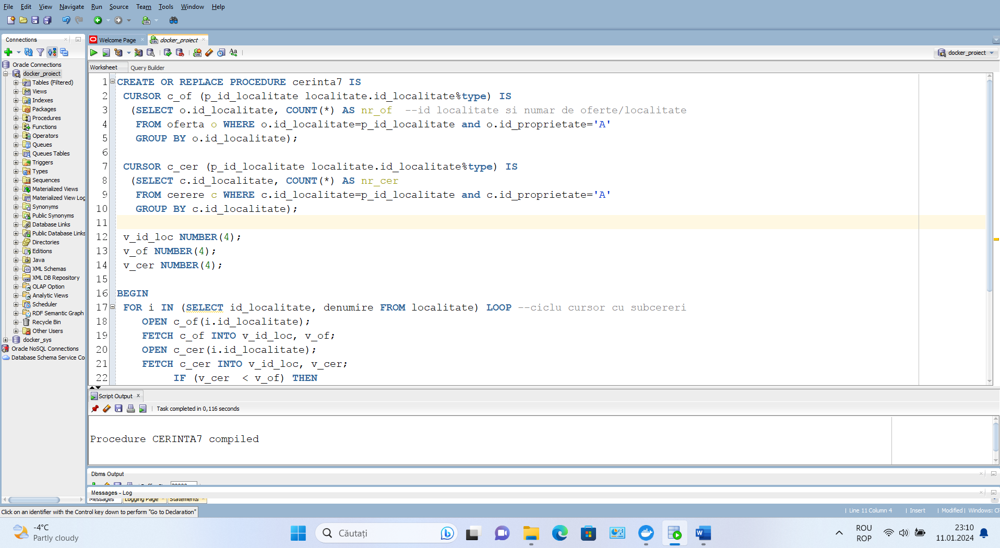 File Edit View Navigate Run Source Team Tools Window Help
Connections
Welcome Page
docker_proiect
docker_proiect
Worksheet Query Builder
Oracle Connections
docker_proiect
Tables (Filtered)
Views
Indexes
Packages
Procedures
Functions
Operators
Queues
Queues Tables
Triggers
Types
Sequences
Materialized Views
Materialized View Log
Synonyms
Public Synonyms
Database Links
Public Database Links
Directories
Editions
Java
XML Schemas
XML DB Repository
OLAP Option
Analytic Views
Scheduler
RDF Semantic Graph
Recycle Bin
Other Users
docker_sys
Oracle NoSQL Connections
Database Schema Service Co
1 CREATE OR REPLACE PROCEDURE cerinta7 IS
2 CURSOR c_of (p_id_localitate localitate.id_localitate%type) IS
3 (SELECT o.id_localitate, COUNT(*) AS nr_of --id localitate si numar de oferte/localitate
4 FROM oferta o WHERE o.id_localitate=p_id_localitate and o.id_proprietate='A'
5 GROUP BY o.id_localitate);
6
7 CURSOR c_cer (p_id_localitate localitate.id_localitate%type) IS
8 (SELECT c.id_localitate, COUNT(*) AS nr_cer
9 FROM cerere c WHERE c.id_localitate=p_id_localitate and c.id_proprietate='A'
10 GROUP BY c.id_localitate);
11
12 v_id_loc NUMBER(4);
13 v_of NUMBER(4);
14 v_cer NUMBER(4);
15
16 BEGIN
17 FOR i IN (SELECT id_localitate, denumire FROM localitate) LOOP --ciclu cursor cu subcereri
18 OPEN c_of(i.id_localitate);
19 FETCH c_of INTO v_id_loc, v_of;
20 OPEN c_cer(i.id_localitate);
21 FETCH c_cer INTO v_id_loc, v_cer;
22 IF (v_cer < v_of) THEN
Script Output
Task completed in 0,116 seconds
Procedure CERINTA7 compiled
Dbms Output
Messages - Log
Messages Logging Page Statements
Click on an identifier with the Control key down to perform "Go to Declaration"
Line 11 Column 4 Insert Modified Windows: CF
-4°C
Partly cloudy
Căutați
ROU
ROP
23:10
11.01.2024